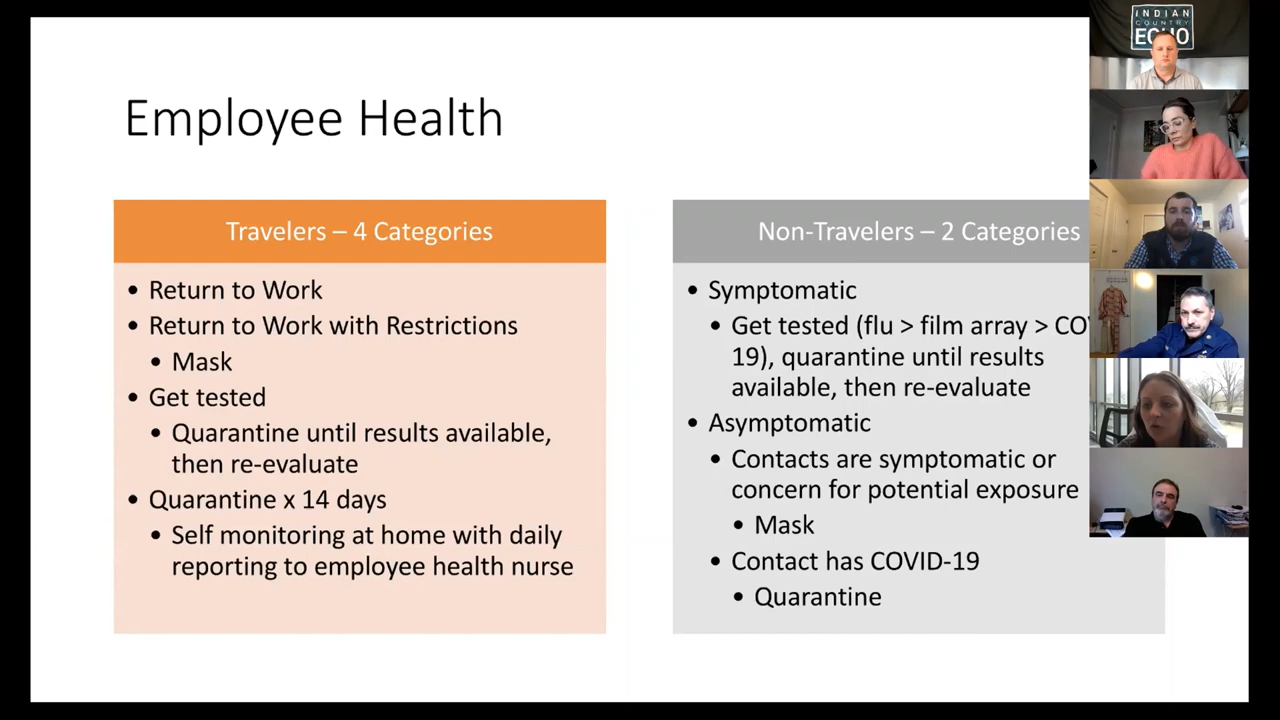 INDIAN
COUNTRY
ECHO
Employee Health
Travelers – 4 Categories
• Return to Work
• Return to Work with Restrictions
• Mask
• Get tested
• Quarantine until results available,
then re-evaluate
• Quarantine x 14 days
• Self monitoring at home with daily
reporting to employee health nurse
Non-Travelers – 2 Categories
• Symptomatic
• Get tested (flu > film array > CO
19), quarantine until results
available, then re-evaluate
• Asymptomatic
• Contacts are symptomatic or
concern for potential exposure
• Mask
• Contact has COVID-19
• Quarantine